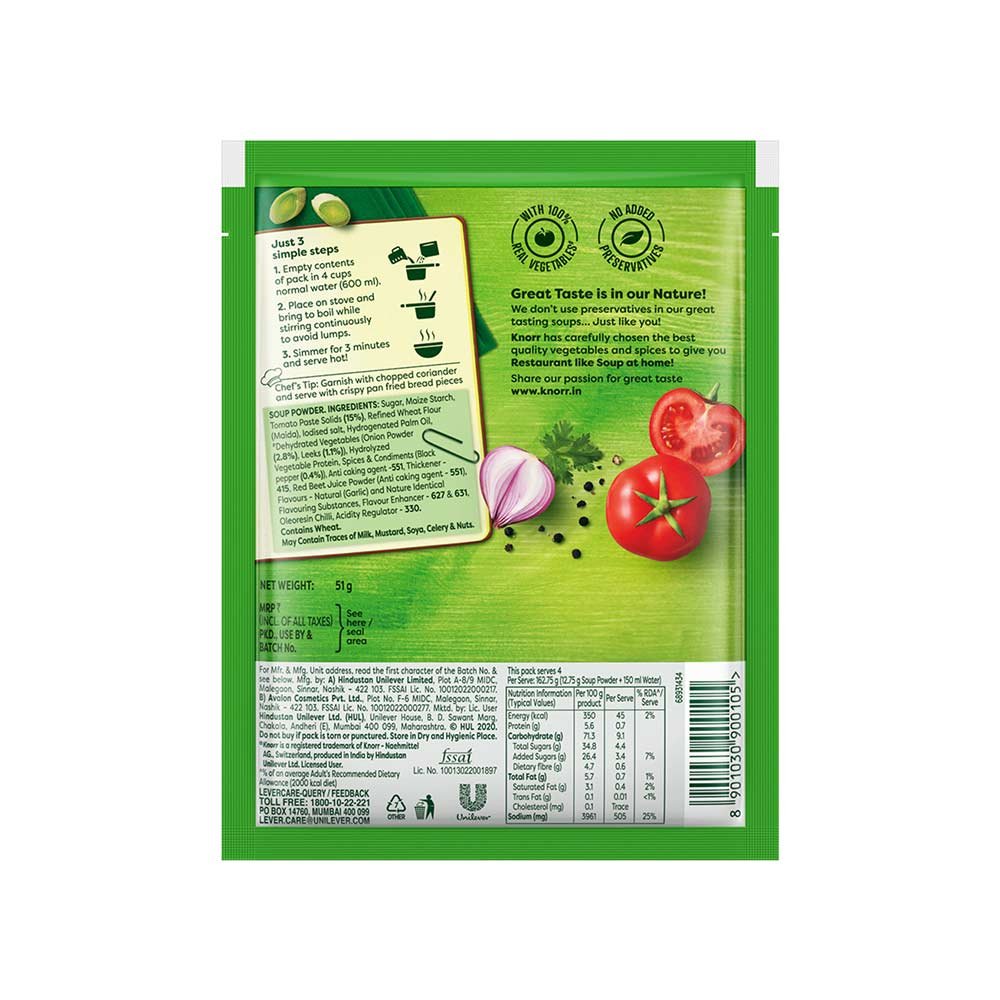 Just 3
simple steps
1. Empty contents
of pack in 4 cups
normal water (600 ml).
2. Place on stove and
bring to boil while
stirring continuously
to avoid lumps.
3. Simmer for 3 minutes
and serve hot!
Chef's Tip: Garnish with chopped coriander
and serve with crispy pan fried bread pieces
SOUP POWDER. INGREDIENTS: Sugar, Maize Starch,
Tomato Paste Solids (15%), Refined Wheat Flour
(Maida), Iodised salt, Hydrogenated Palm Oil,
#Dehydrated Vegetables (Onion Powder
(2.8%), Leeks (1.1%)), Hydrolyzed
Vegetable Protein, Spices & Condiments (Black
pepper (0.4%)), Anti caking agent -551, Thickener -
415, Red Beet Juice Powder (Anti caking agent - 551),
Flavours - Natural (Garlic) and Nature Identical
Flavouring Substances, Flavour Enhancer - 627 & 631,
Oleoresin Chilli, Acidity Regulator - 330.
Contains Wheat.
May Contain Traces of Milk, Mustard, Soya, Celery & Nuts.
WITH 100%
REAL VEGETABLES#
NO ADDED
PRESERVATIVES
Great Taste is in our Nature!
We don't use preservatives in our great
tasting soups... Just like you!
Knorr has carefully chosen the best
quality vegetables and spices to give you
Restaurant like Soup at home!
Share our passion for great taste
www.knorr.in
NET WEIGHT: 51 g
MRP ₹
(INCL. OF ALL TAXES)
PKD., USE BY &
BATCH No.
See
here /
seal
area
For Mfr. & Mfg. Unit address, read the first character of the Batch No. &
see below. Mfg. by: A) Hindustan Unilever Limited, Plot A-8/9 MIDC,
Malegaon, Sinnar, Nashik - 422 103. FSSAI Lic. No. 10012022000217.
B) Avalon Cosmetics Pvt. Ltd., Plot No. F-6 MIDC, Malegaon, Sinnar,
Nashik - 422 103. FSSAI Lic. No. 10012022000277. Mktd. by: Lic. User
Hindustan Unilever Ltd. (HUL), Unilever House, B. D. Sawant Marg,
Chakala, Andheri (E), Mumbai 400 099, Maharashtra. © HUL 2020.
Do not buy if pack is torn or punctured. Store in Dry and Hygienic Place.
®Knorr is a registered trademark of Knorr - Naehrmittel
AG., Switzerland, produced in India by Hindustan
Unilever Ltd. Licensed User.
^% of an average Adult's Recommended Dietary
Allowance (2000 kcal diet)
LEVERCARE-QUERY / FEEDBACK
TOLL FREE: 1800-10-22-221
PO BOX 14760, MUMBAI 400 099
LEVER.CARE@UNILEVER.COM
fssai
Lic. No. 10013022001897
7
OTHER
Unilever
This pack serves 4
Per Serve: 162.75 g (12.75 g Soup Powder + 150 ml Water)
Nutrition Information (Typical Values) Per 100 g product Per Serve % RDA^/ Serve
Energy (kcal) 350 45 2%
Protein (g) 5.6 0.7
Carbohydrate (g) 71.3 9.1
Total Sugars (g) 34.8 4.4
Added Sugars (g) 26.4 3.4 7%
Dietary fibre (g) 4.7 0.6
Total Fat (g) 5.7 0.7 1%
Saturated Fat (g) 3.1 0.4 2%
Trans Fat (g) 0.1 0.01 <1%
Cholesterol (mg) 0.1 Trace
Sodium (mg) 3961 505 25%
68931434
8 901030 900105 >